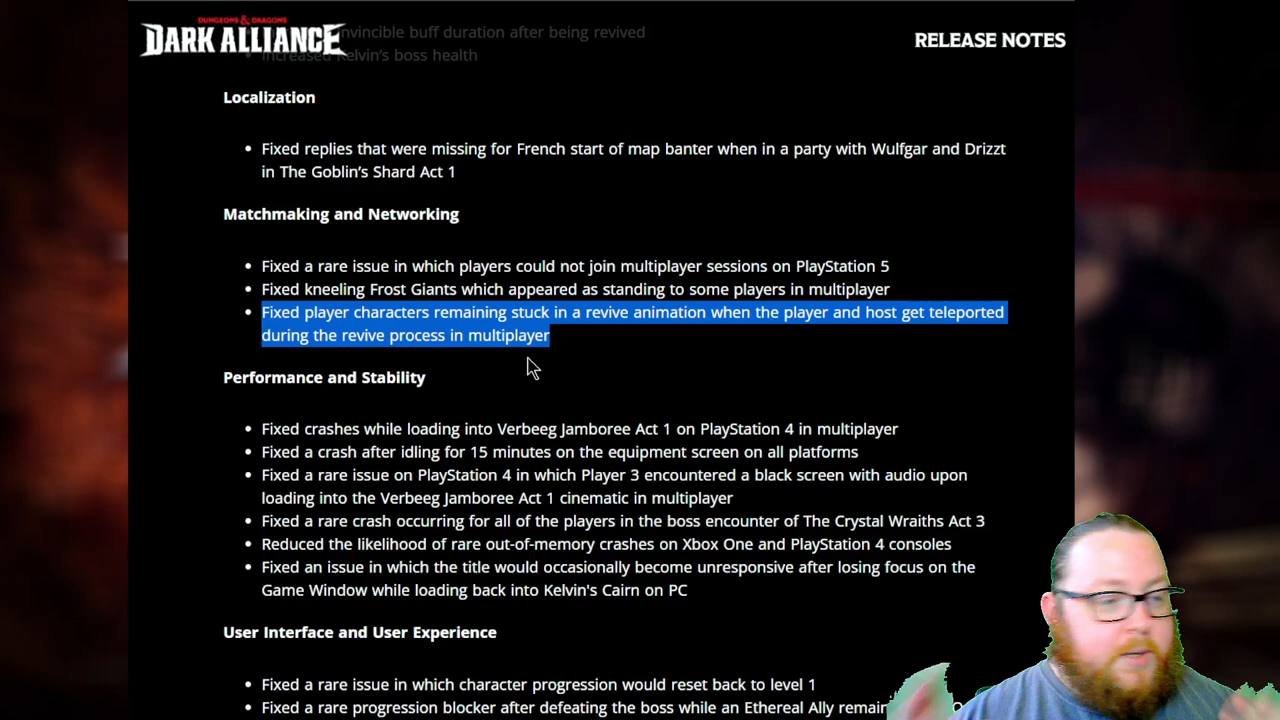 DUNGEONS & DRAGONS
DARK ALLIANCE
RELEASE NOTES
invincible buff duration after being revived
Increased Kelvin's boss health
Localization
• Fixed replies that were missing for French start of map banter when in a party with Wulfgar and Drizzt
in The Goblin's Shard Act 1
Matchmaking and Networking
• Fixed a rare issue in which players could not join multiplayer sessions on PlayStation 5
• Fixed kneeling Frost Giants which appeared as standing to some players in multiplayer
• Fixed player characters remaining stuck in a revive animation when the player and host get teleported
during the revive process in multiplayer
Performance and Stability
• Fixed crashes while loading into Verbeeg Jamboree Act 1 on PlayStation 4 in multiplayer
• Fixed a crash after idling for 15 minutes on the equipment screen on all platforms
• Fixed a rare issue on PlayStation 4 in which Player 3 encountered a black screen with audio upon
loading into the Verbeeg Jamboree Act 1 cinematic in multiplayer
• Fixed a rare crash occurring for all of the players in the boss encounter of The Crystal Wraiths Act 3
• Reduced the likelihood of rare out-of-memory crashes on Xbox One and PlayStation 4 consoles
• Fixed an issue in which the title would occasionally become unresponsive after losing focus on the
Game Window while loading back into Kelvin's Cairn on PC
User Interface and User Experience
• Fixed a rare issue in which character progression would reset back to level 1
• Fixed a rare progression blocker after defeating the boss while an Ethereal Ally remain